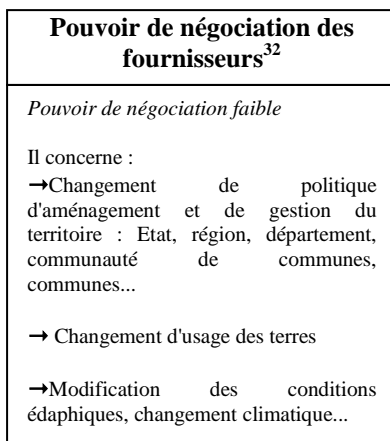 Pouvoir de négociation des
fournisseurs32
Pouvoir de négociation faible
Il concerne :
→Changement de politique
d'aménagement et de gestion du
territoire : Etat, région, département,
communauté de communes,
communes...
→ Changement d'usage des terres
→Modification des conditions
édaphiques, changement climatique...